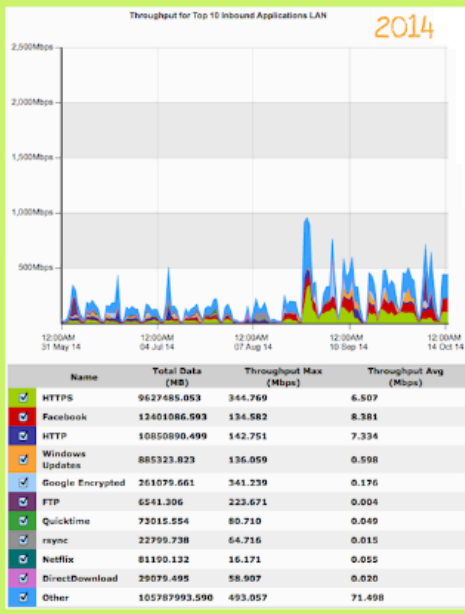 Throughput for Top 10 Inbound Applications LAN
2014
2,500Mbps
2,000Mbps
1,500Mbps
1,000Mbps
500Mbps
12:00AM 12:00AM 12:00AM 12:00AM 12:00AM
31 May 14 04 Jul 14 07 Aug 14 10 Sep 14 14 Oct 14
Name Total Data (MB) Throughput Max (Mbps) Throughput Avg (Mbps)
HTTPS 9627485.053 344.769 6.507
Facebook 12401086.593 134.582 8.381
HTTP 10850890.499 142.751 7.334
Windows Updates 885323.823 136.059 0.598
Google Encrypted 261079.661 341.239 0.176
FTP 6541.306 223.671 0.004
Quicktime 73015.554 80.710 0.049
rsync 22799.738 64.716 0.015
Netflix 81190.132 16.171 0.055
DirectDownload 29079.495 58.907 0.020
Other 105787993.590 493.057 71.498